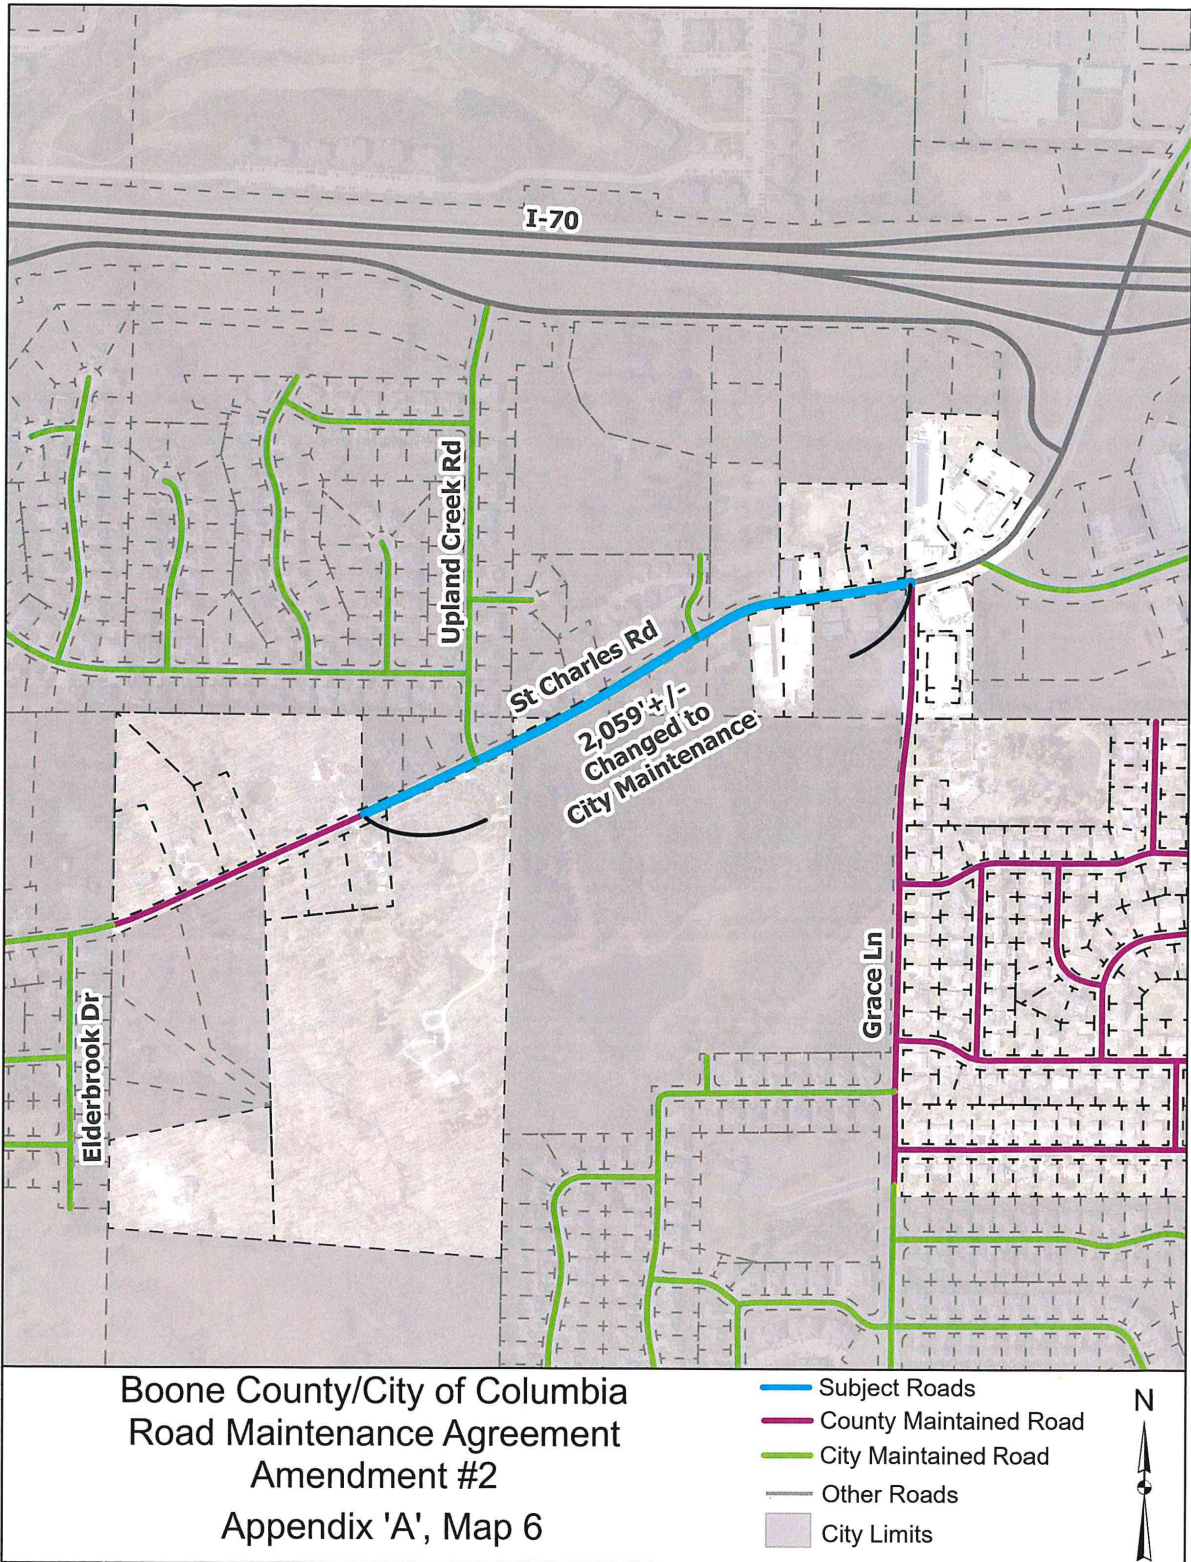 I-70
Upland Creek Rd
St Charles Rd
2,059'+/-
Changed to
City Maintenance
Grace Ln
Elderbrook Dr
Boone County/City of Columbia
Road Maintenance Agreement
Amendment #2
Appendix 'A', Map 6
Subject Roads
County Maintained Road
City Maintained Road
Other Roads
City Limits
N